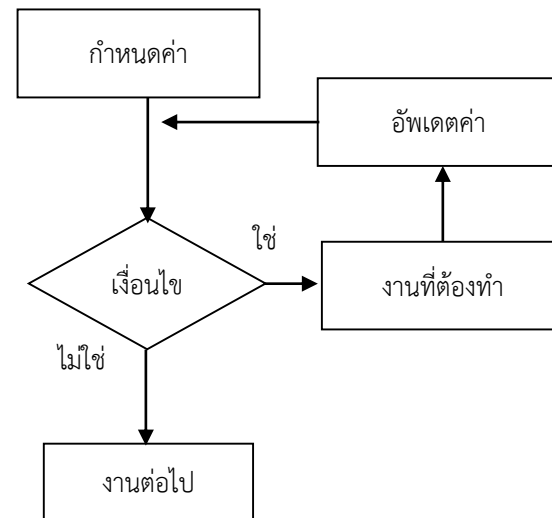 กำหนดค่า
อัพเดตค่า
ใช่
เงื่อนไข
งานที่ต้องทำ
ไม่ใช่
งานต่อไป